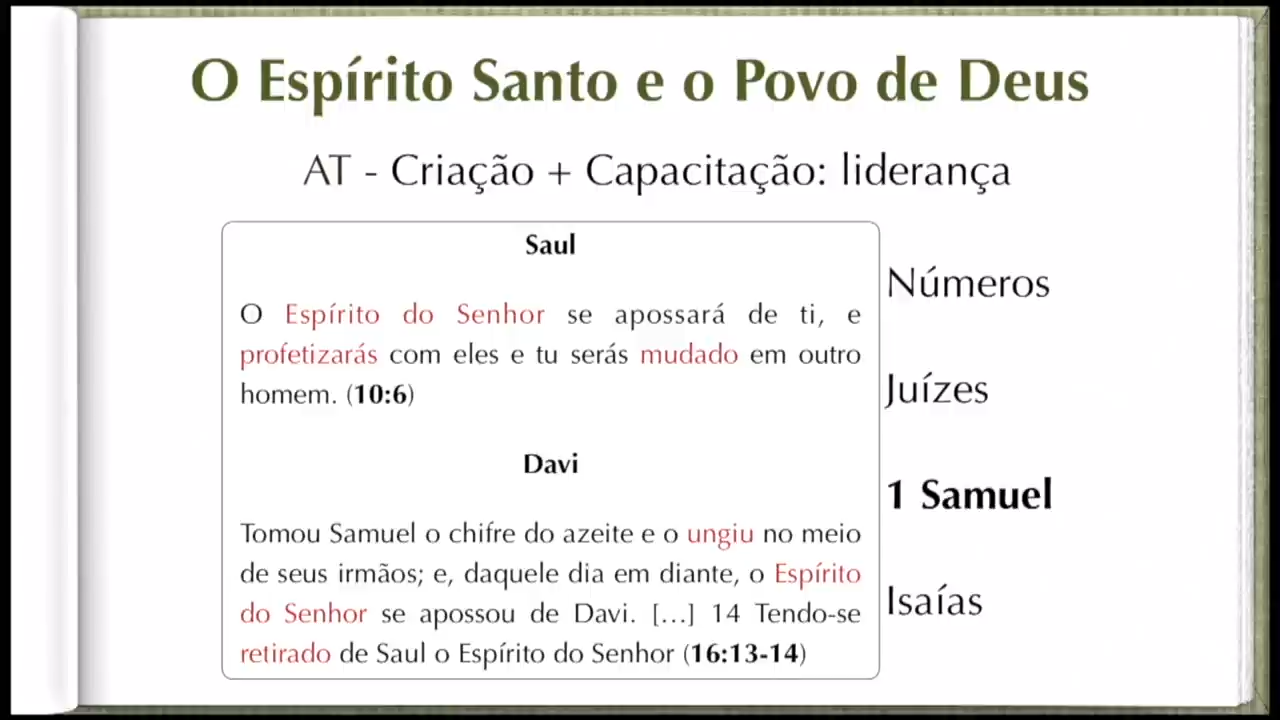 O Espírito Santo e o Povo de Deus
AT - Criação + Capacitação: liderança
Saul
O Espírito do Senhor se apossará de ti, e
profetizarás com eles e tu serás mudado em outro
homem. (10:6)
Davi
Tomou Samuel o chifre do azeite e o ungiu no meio
de seus irmãos; e, daquele dia em diante, o Espírito
do Senhor se apossou de Davi. [...] 14 Tendo-se
retirado de Saul o Espírito do Senhor (16:13-14)
Números
Juízes
1 Samuel
Isaías